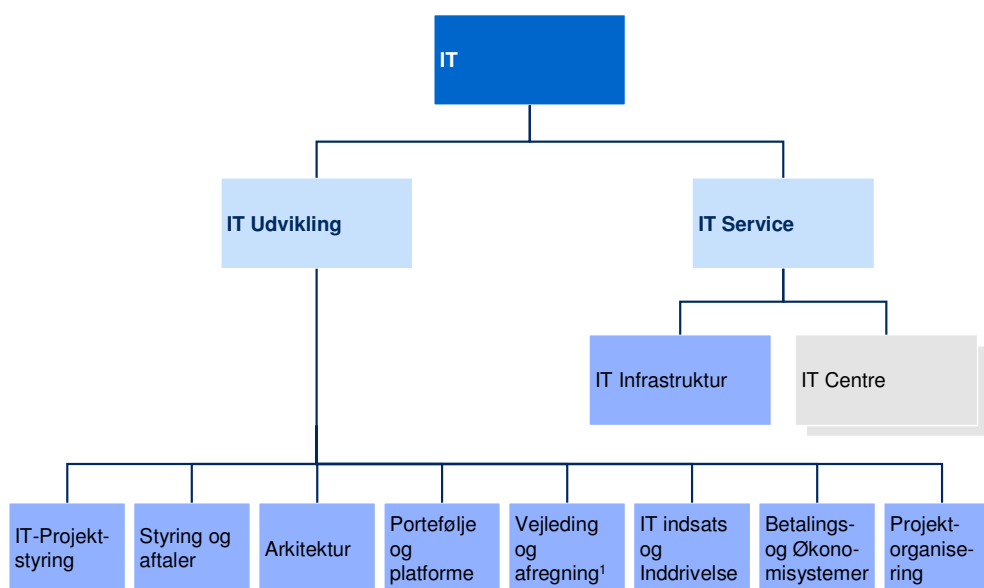 IT
IT Udvikling
IT Service
IT Infrastruktur
IT Centre
IT-Projekt-
styring
Styring og
aftaler
Arkitektur
Portefølje
og
platforme
Vejleding
og
afregning¹
IT indsats
og
Inddrivelse
Betalings-
og Økono-
misystemer
Projekt-
organise-
ring